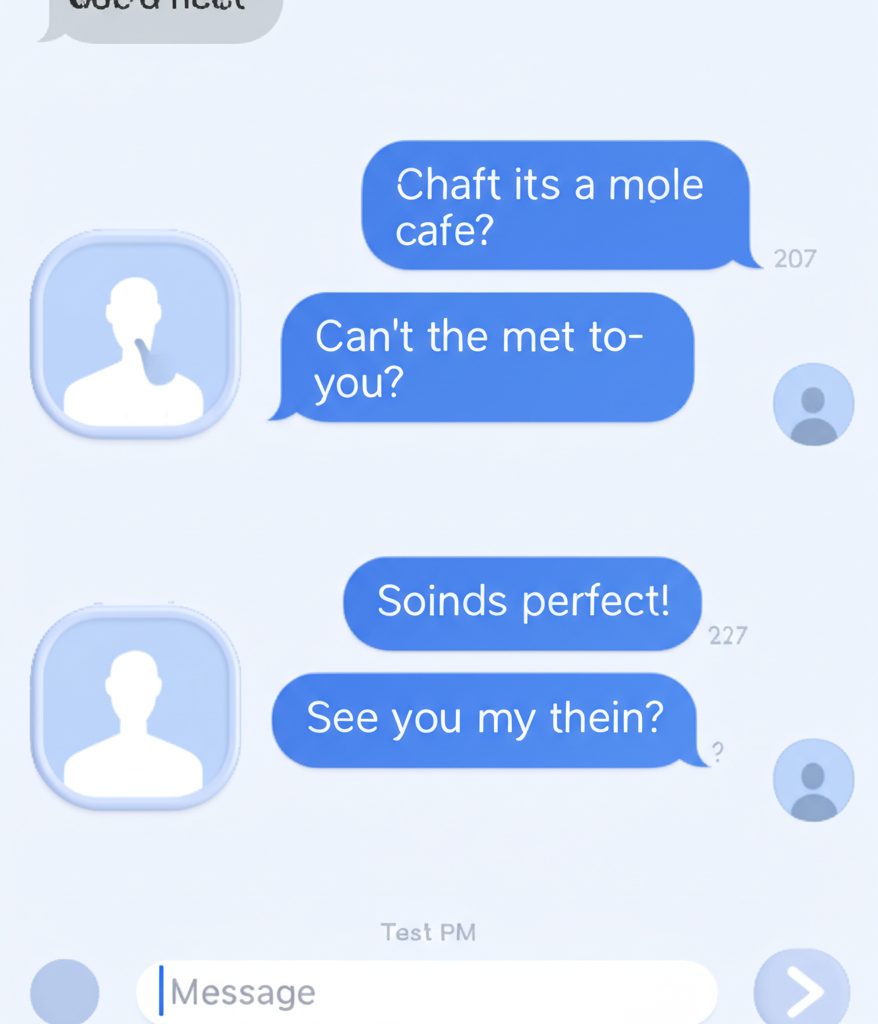 Chaft its a mole
cafe?
207
Can't the met to-
you?
Soinds perfect!
227
See you my thein?
?
Test PM
Message